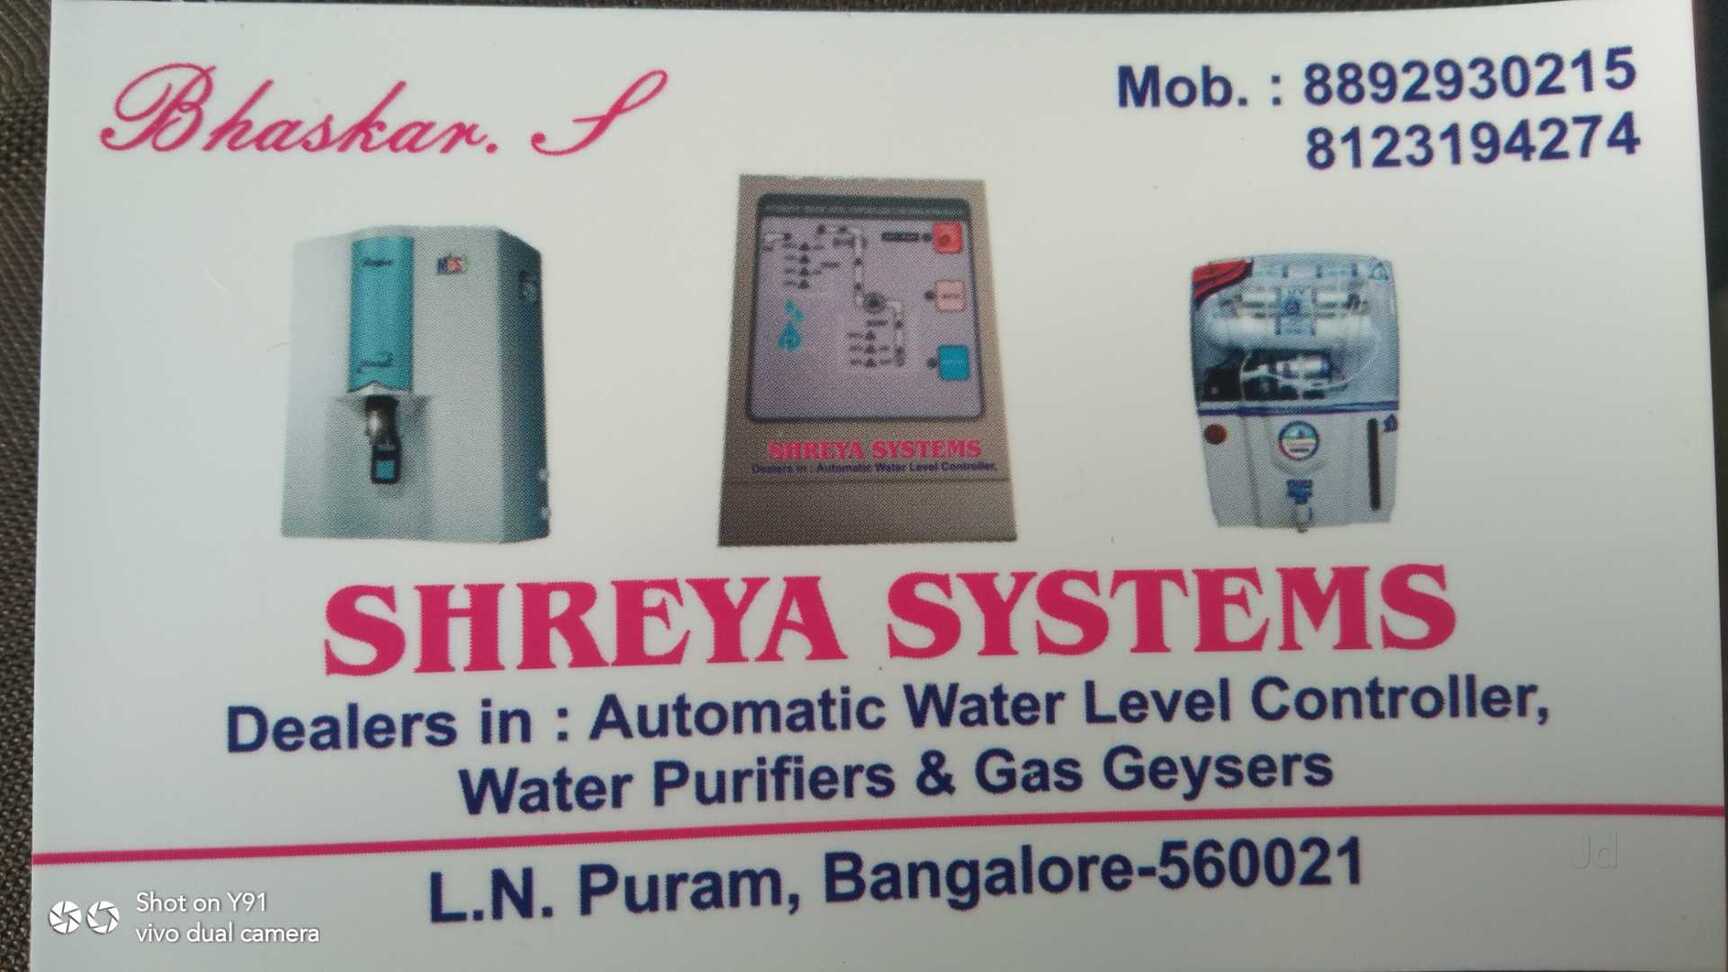 Bhaskar. S
Mob. : 8892930215
8123194274
SHREYA SYSTEMS
Dealers in : Automatic Water Level Controller,
SHREYA SYSTEMS
Dealers in : Automatic Water Level Controller,
Water Purifiers & Gas Geysers
L.N. Puram, Bangalore-560021
Jd
Shot on Y91
vivo dual camera